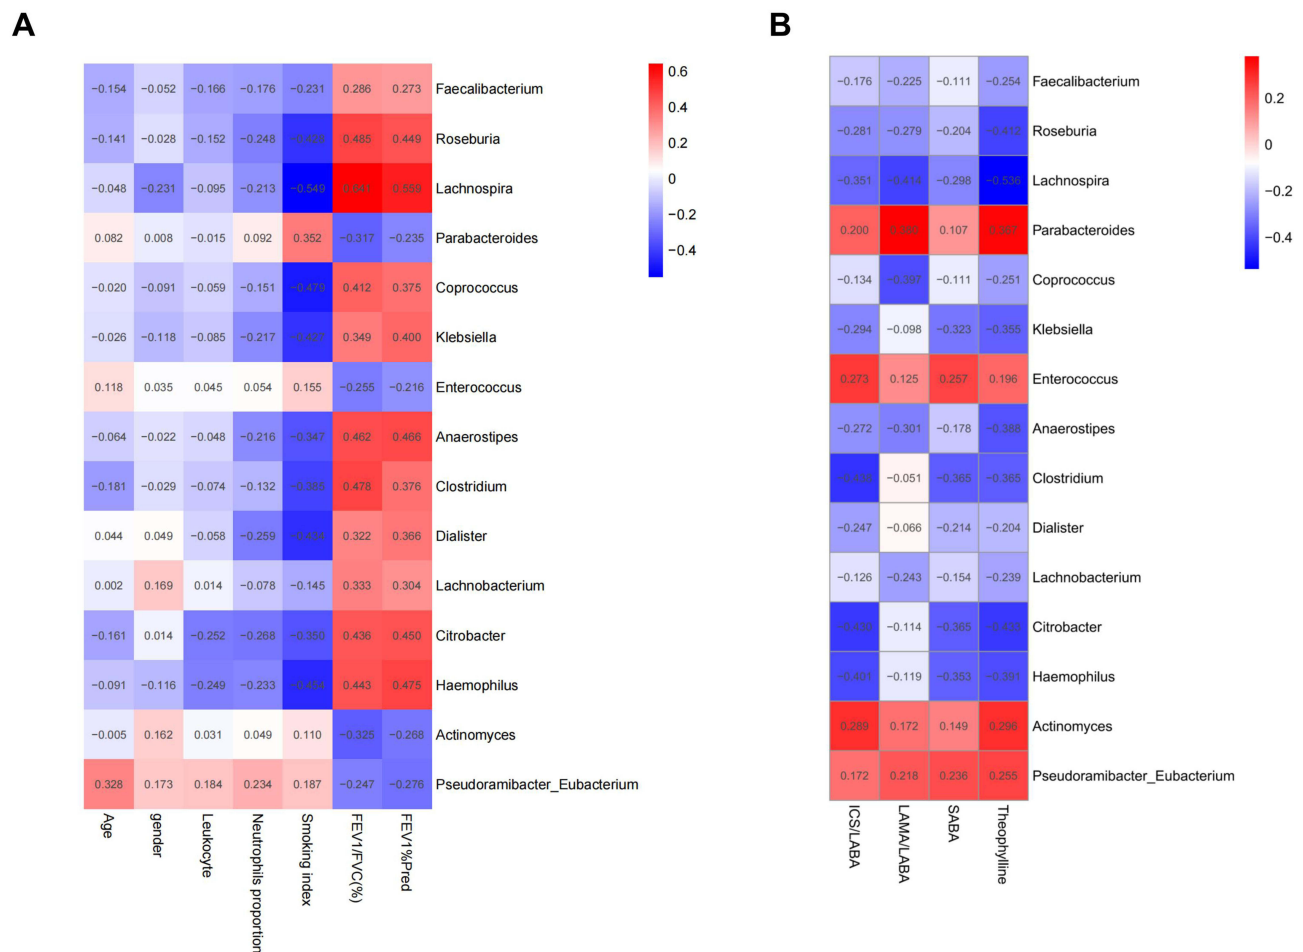 A
B
−0.154 −0.052 −0.166 −0.176 −0.231 0.286 0.273 Faecalibacterium
−0.141 −0.028 −0.152 −0.248 0.485 0.449 Roseburia
−0.048 −0.231 −0.095 −0.213 −0.549 0.641 0.559 Lachnospira
0.082 0.008 −0.015 0.092 0.352 −0.317 −0.235 Parabacteroides
−0.020 −0.091 −0.059 −0.151 −0.479 0.412 0.375 Coprococcus
−0.026 −0.118 −0.085 −0.217 0.349 0.400 Klebsiella
0.118 0.035 0.045 0.054 0.155 −0.255 −0.216 Enterococcus
−0.064 −0.022 −0.048 −0.216 −0.347 0.462 0.466 Anaerostipes
−0.181 −0.029 −0.074 −0.132 0.478 0.376 Clostridium
0.044 0.049 −0.058 −0.259 0.322 0.366 Dialister
0.002 0.169 0.014 −0.078 −0.145 0.333 0.304 Lachnobacterium
−0.161 0.014 −0.252 −0.268 −0.350 0.436 0.450 Citrobacter
−0.091 −0.116 −0.249 −0.233 −0.454 0.443 0.475 Haemophilus
−0.005 0.162 0.031 0.049 0.110 −0.325 −0.268 Actinomyces
0.328 0.173 0.184 0.234 0.187 −0.247 −0.276 Pseudoramibacter_Eubacterium
Age
gender
Leukocyte
Neutrophils proportion
Smoking index
FEV1/FVC(%)
FEV1%Pred
0.6
0.4
0.2
0
−0.2
−0.4
−0.176 −0.225 −0.111 −0.254 Faecalibacterium
−0.281 −0.279 −0.204 −0.412 Roseburia
−0.351 −0.414 −0.298 −0.536 Lachnospira
0.200 0.107 Parabacteroides
−0.134 −0.397 −0.111 −0.251 Coprococcus
−0.294 −0.098 −0.323 −0.355 Klebsiella
0.273 0.125 0.257 0.196 Enterococcus
−0.272 −0.301 −0.178 −0.388 Anaerostipes
−0.051 −0.365 −0.365 Clostridium
−0.247 −0.066 −0.214 −0.204 Dialister
−0.126 −0.243 −0.154 −0.239 Lachnobacterium
−0.114 −0.365 Citrobacter
−0.401 −0.119 −0.353 −0.391 Haemophilus
0.289 0.172 0.149 0.296 Actinomyces
0.172 0.218 0.236 0.255 Pseudoramibacter_Eubacterium
ICS/LABA
LAMA/LABA
SABA
Theophylline
0.2
0
−0.2
−0.4